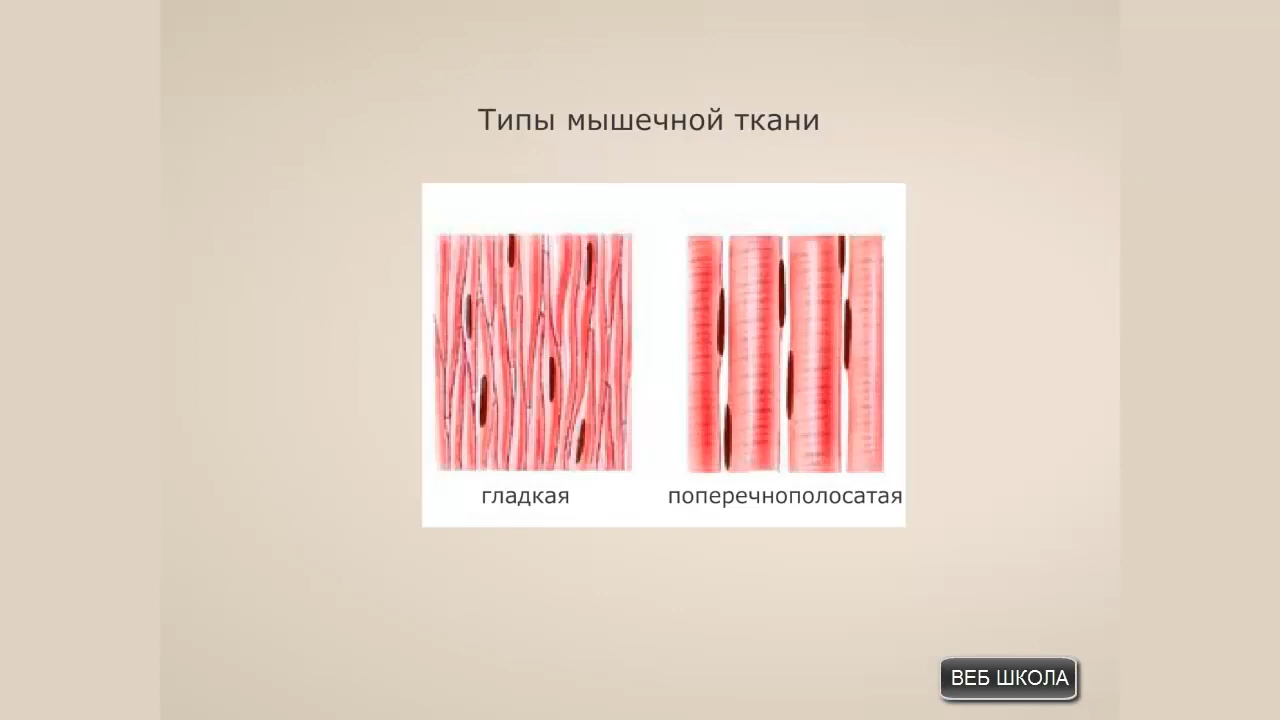 Типы мышечной ткани
гладкая
поперечнополосатая
ВЕБ ШКОЛА